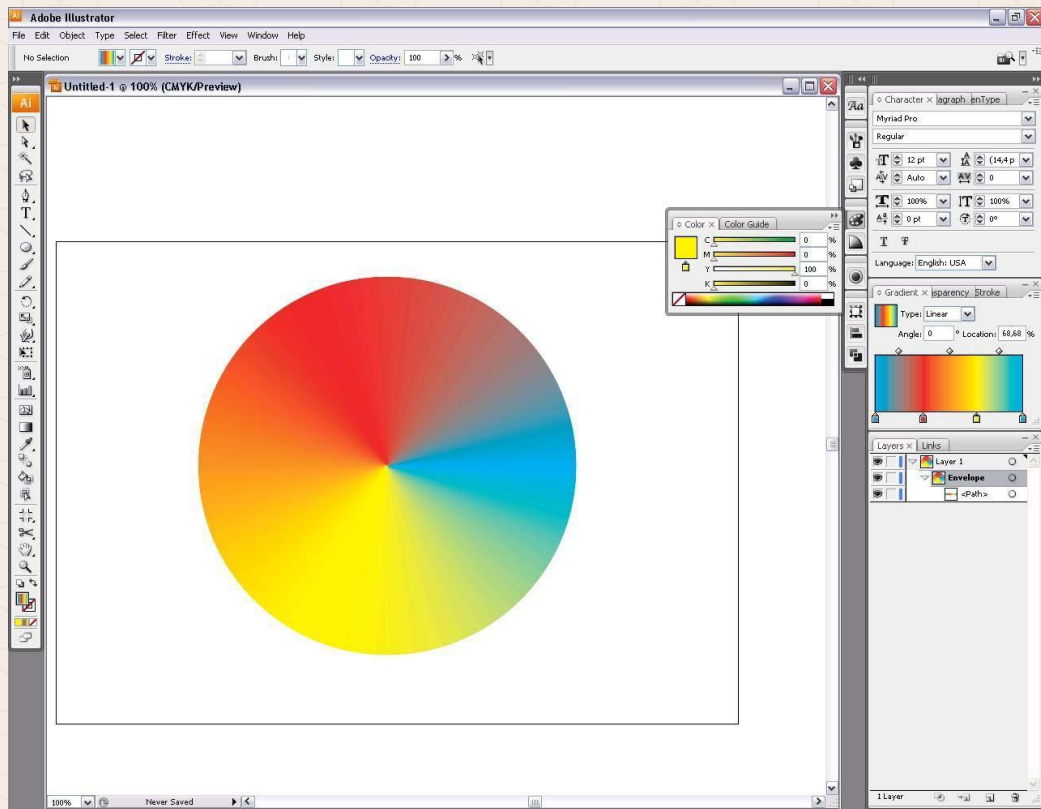 Adobe Illustrator
File Edit Object Type Select Filter Effect View Window Help
No Selection Stroke: Brush: Style: Opacity: 100 %
Untitled-1 @ 100% (CMYK/Preview)
Ai
Color Color Guide
C 0 %
M 0 %
Y 100 %
K 0 %
Character aragraph enType
Myriad Pro
Regular
12 pt (14,4 p
Auto 0
100% 100%
0 pt 0°
Language: English: USA
Gradient nsparency Stroke
Type: Linear
Angle: 0 ° Location: 68,68 %
Layers Links
Layer 1
Envelope
<Path>
1 Layer
100% Never Saved